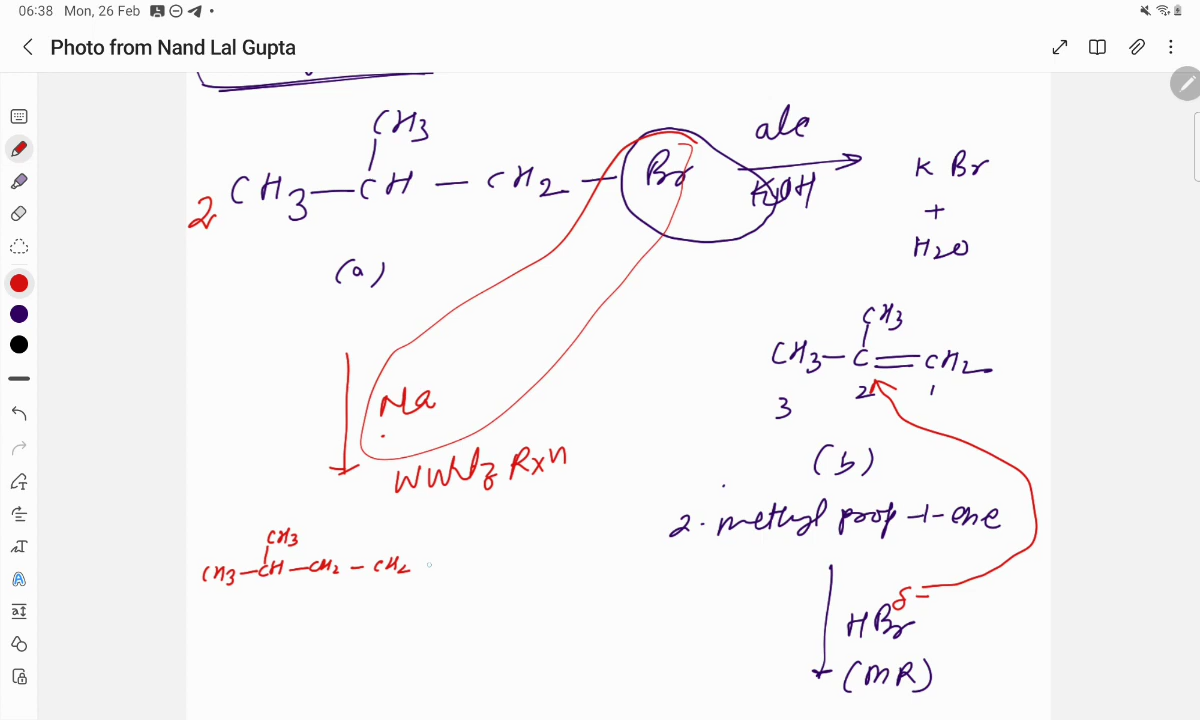 06:38 Mon, 26 Feb
Photo from Nand Lal Gupta
CH3
2 CH3—CH—CH2—Br
alc
KOH
K Br
+
H2O
(a)
CH3
CH3—C=CH2
3 2 1
(b)
2-methyl prop-1-ene
Na
Rxn
CH3
CH3—CH—CH2—CH2
HBr δ-
(MR)